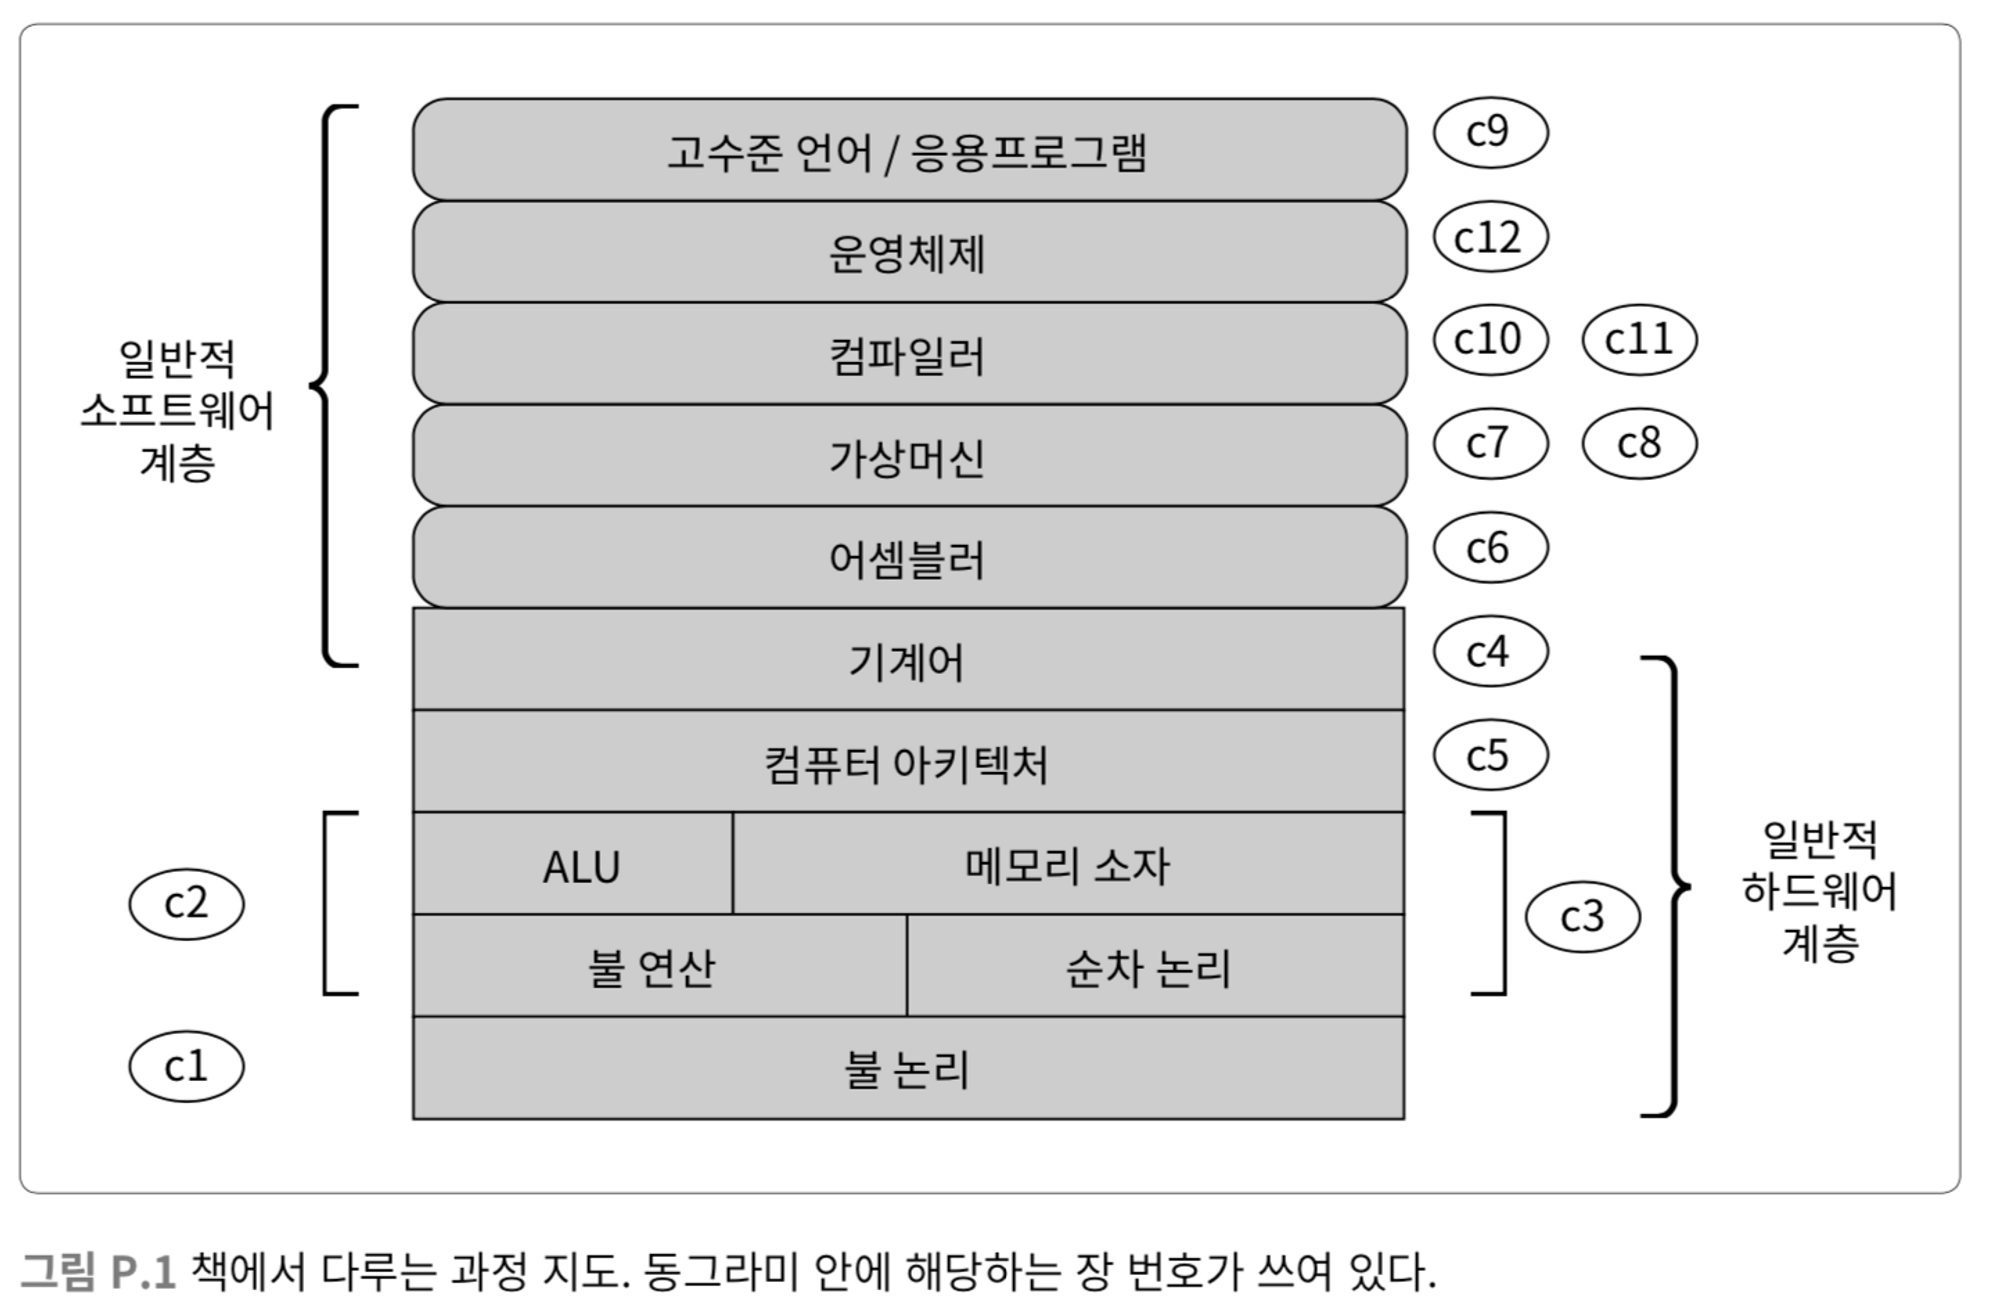 고수준 언어 / 응용프로그램
c9
운영체제
c12
컴파일러
c10
c11
일반적
소프트웨어
계층
가상머신
c7
c8
어셈블러
c6
기계어
c4
컴퓨터 아키텍처
c5
ALU
메모리 소자
c2
불 연산
순차 논리
c3
일반적
하드웨어
계층
c1
불 논리
그림 P.1 책에서 다루는 과정 지도. 동그라미 안에 해당하는 장 번호가 쓰여 있다.